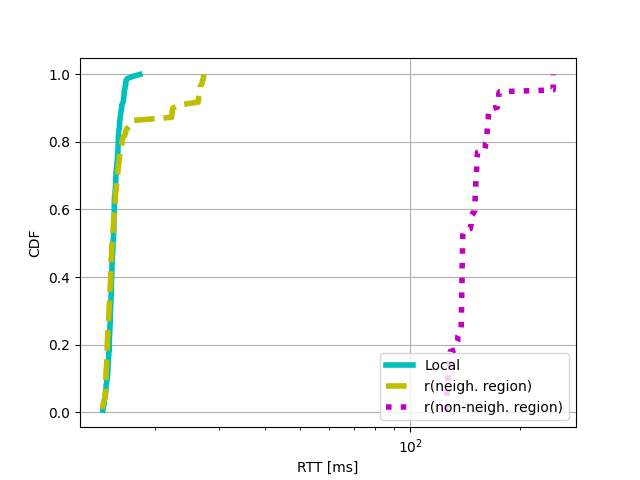 1.0
0.8
0.6
0.4
0.2
0.0
CDF
Local
r(neigh. region)
r(non-neigh. region)
10²
RTT [ms]